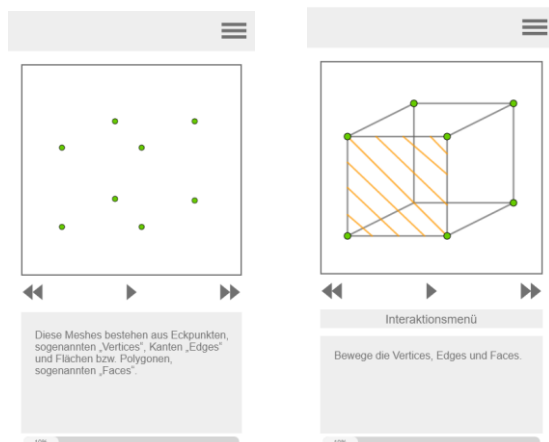 Diese Meshes bestehen aus Eckpunkten,
sogenannten „Vertices“, Kanten „Edges“
und Flächen bzw. Polygonen,
sogenannten „Faces“.
Interaktionsmenü
Bewege die Vertices, Edges und Faces.